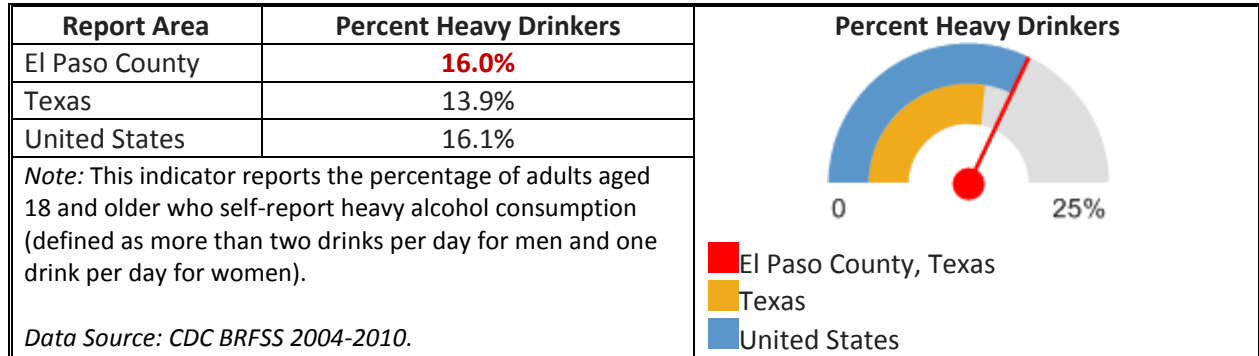 Report Area
Percent Heavy Drinkers
El Paso County
16.0%
Texas
13.9%
United States
16.1%
Note: This indicator reports the percentage of adults aged
18 and older who self-report heavy alcohol consumption
(defined as more than two drinks per day for men and one
drink per day for women).
Data Source: CDC BRFSS 2004-2010.
Percent Heavy Drinkers
0
25%
El Paso County, Texas
Texas
United States